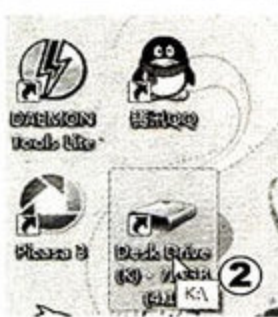 DAEMON
Tools Lite
腾讯QQ
Picasa 3
Desk Drive
(K) -
K:\
②